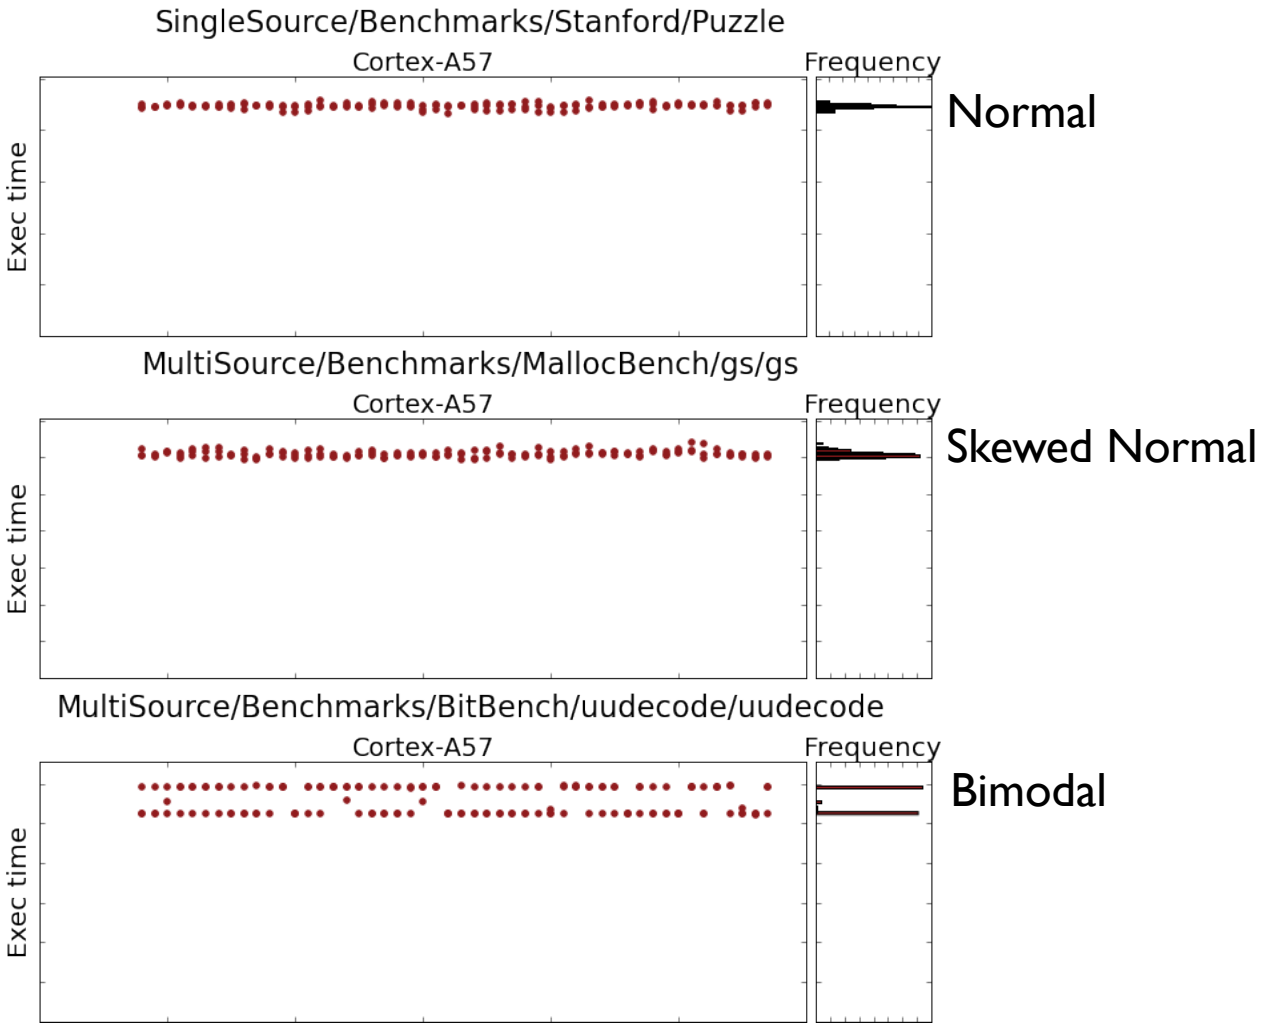 SingleSource/Benchmarks/Stanford/Puzzle
Cortex-A57
Frequency
Exec time
Normal
MultiSource/Benchmarks/MallocBench/gs/gs
Cortex-A57
Frequency
Exec time
Skewed Normal
MultiSource/Benchmarks/BitBench/uudecode/uudecode
Cortex-A57
Frequency
Exec time
Bimodal